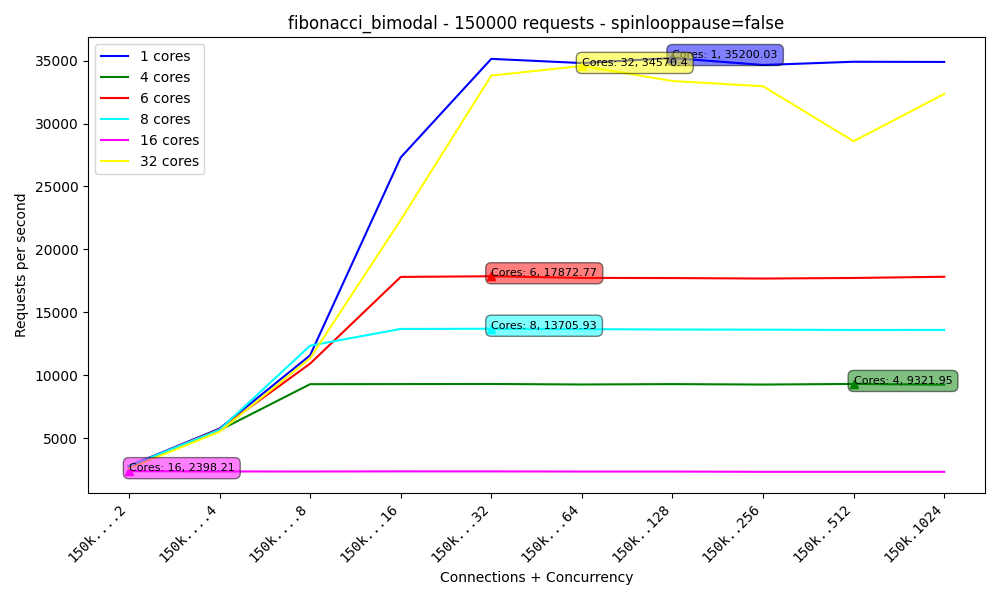 fibonacci_bimodal - 150000 requests - spinlooppause=false
1 cores
4 cores
6 cores
8 cores
16 cores
32 cores
Cores: 1, 35200.03
Cores: 32, 34570.4
Cores: 6, 17872.77
Cores: 8, 13705.93
Cores: 4, 9321.95
Cores: 16, 2398.21
Requests per second
35000
30000
25000
20000
15000
10000
5000
150k....2
150k....4
150k....8
150k...16
150k...32
150k...64
150k..128
150k..256
150k..512
150k.1024
Connections + Concurrency